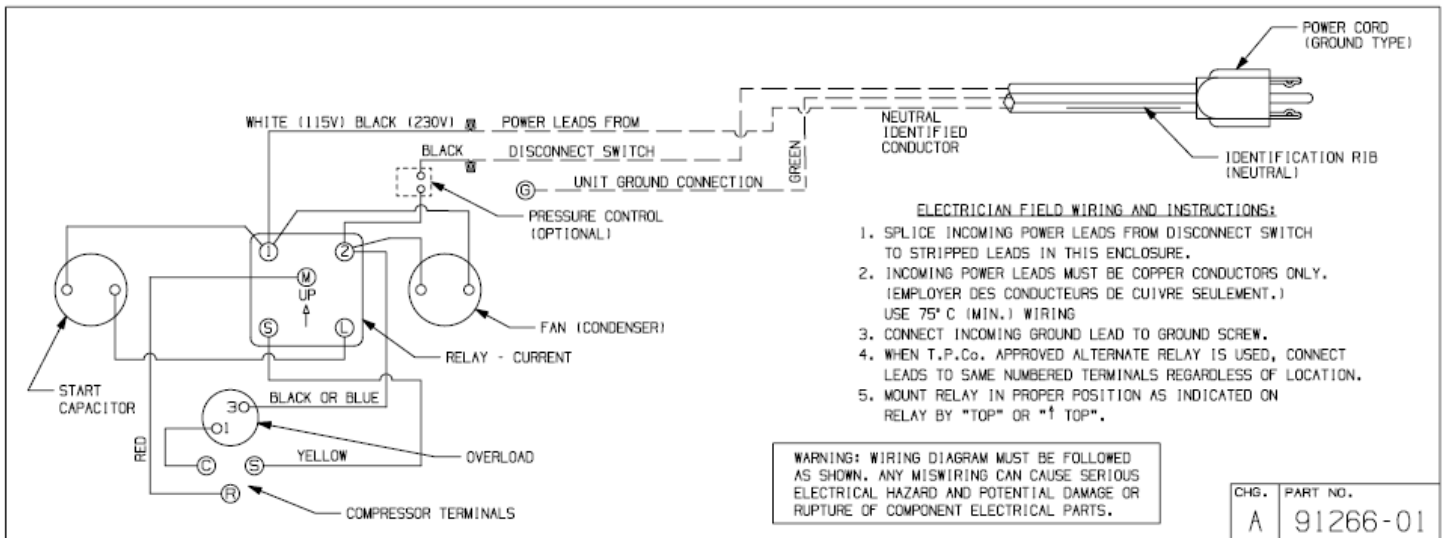 POWER CORD
(GROUND TYPE)
WHITE (115V) BLACK (230V)
POWER LEADS FROM
NEUTRAL
IDENTIFIED
CONDUCTOR
BLACK
DISCONNECT SWITCH
GREEN
IDENTIFICATION RIB
(NEUTRAL)
G
UNIT GROUND CONNECTION
PRESSURE CONTROL
(OPTIONAL)
1
2
M
UP
S
L
FAN (CONDENSER)
RELAY - CURRENT
START
CAPACITOR
BLACK OR BLUE
3
1
OVERLOAD
RED
C
S
YELLOW
R
COMPRESSOR TERMINALS
ELECTRICIAN FIELD WIRING AND INSTRUCTIONS:
1. SPLICE INCOMING POWER LEADS FROM DISCONNECT SWITCH
TO STRIPPED LEADS IN THIS ENCLOSURE.
2. INCOMING POWER LEADS MUST BE COPPER CONDUCTORS ONLY.
(EMPLOYER DES CONDUCTEURS DE CUIVRE SEULEMENT.)
USE 75° C (MIN.) WIRING
3. CONNECT INCOMING GROUND LEAD TO GROUND SCREW.
4. WHEN T.P.Co. APPROVED ALTERNATE RELAY IS USED, CONNECT
LEADS TO SAME NUMBERED TERMINALS REGARDLESS OF LOCATION.
5. MOUNT RELAY IN PROPER POSITION AS INDICATED ON
RELAY BY "TOP" OR "↑ TOP".
WARNING: WIRING DIAGRAM MUST BE FOLLOWED
AS SHOWN. ANY MISWIRING CAN CAUSE SERIOUS
ELECTRICAL HAZARD AND POTENTIAL DAMAGE OR
RUPTURE OF COMPONENT ELECTRICAL PARTS.
CHG.
A
PART NO.
91266-01